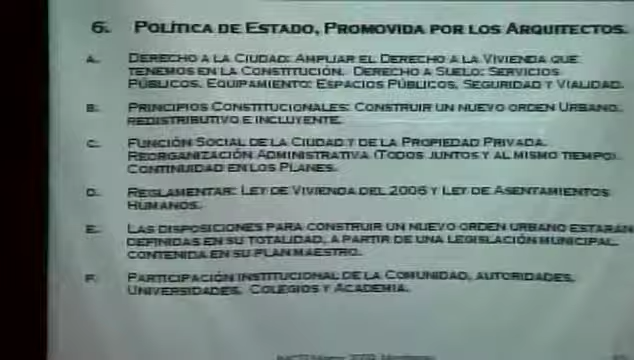 6. Política de Estado, Promovida por los Arquitectos.
A. Derecho a la Ciudad: Ampliar el Derecho a la Vivienda que
tenemos en la Constitución. Derecho a Suelo: Servicios
Públicos, Equipamiento: Espacios Públicos, Seguridad y Vialidad.
B. Principios Constitucionales: Construir un nuevo orden Urbano,
redistributivo e incluyente.
C. Función Social de la Ciudad y de la Propiedad Privada.
Reorganización Administrativa (Todos juntos y al mismo tiempo).
Continuidad en los Planes.
D. Reglamentar: Ley de Vivienda del 2006 y Ley de Asentamientos
Humanos.
E. Las disposiciones para construir un nuevo orden urbano estarán
definidas en su totalidad, a partir de una legislación municipal
contenida en su plan maestro.
F. Participación institucional de la Comunidad, autoridades,
Universidades, Colegios y Academia.